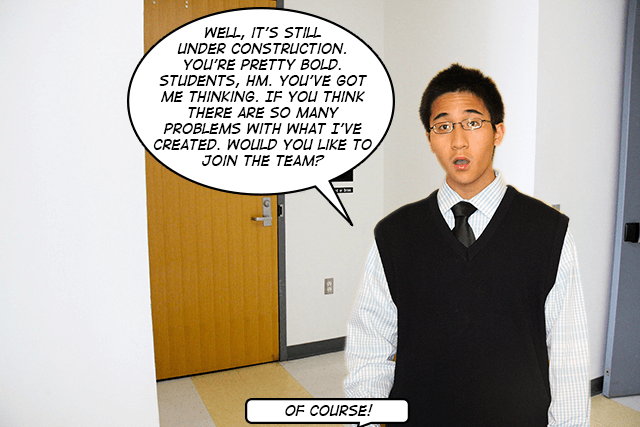 WELL, IT'S STILL
UNDER CONSTRUCTION.
YOU'RE PRETTY BOLD.
STUDENTS, HM. YOU'VE GOT
ME THINKING. IF YOU THINK
THERE ARE SO MANY
PROBLEMS WITH WHAT I'VE
CREATED. WOULD YOU LIKE TO
JOIN THE TEAM?
OF COURSE!